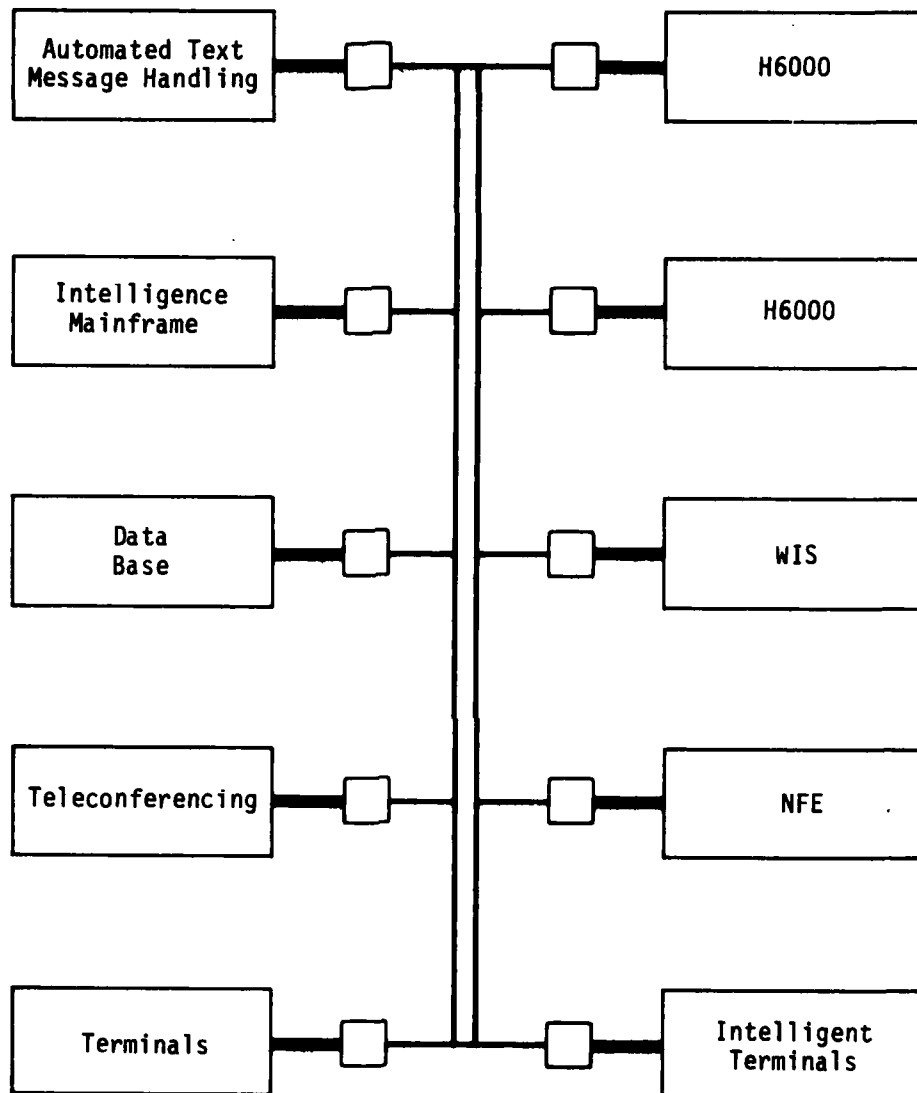 Automated Text
Message Handling
H6000
Intelligence
Mainframe
H6000
Data
Base
WIS
Teleconferencing
NFE
Terminals
Intelligent
Terminals